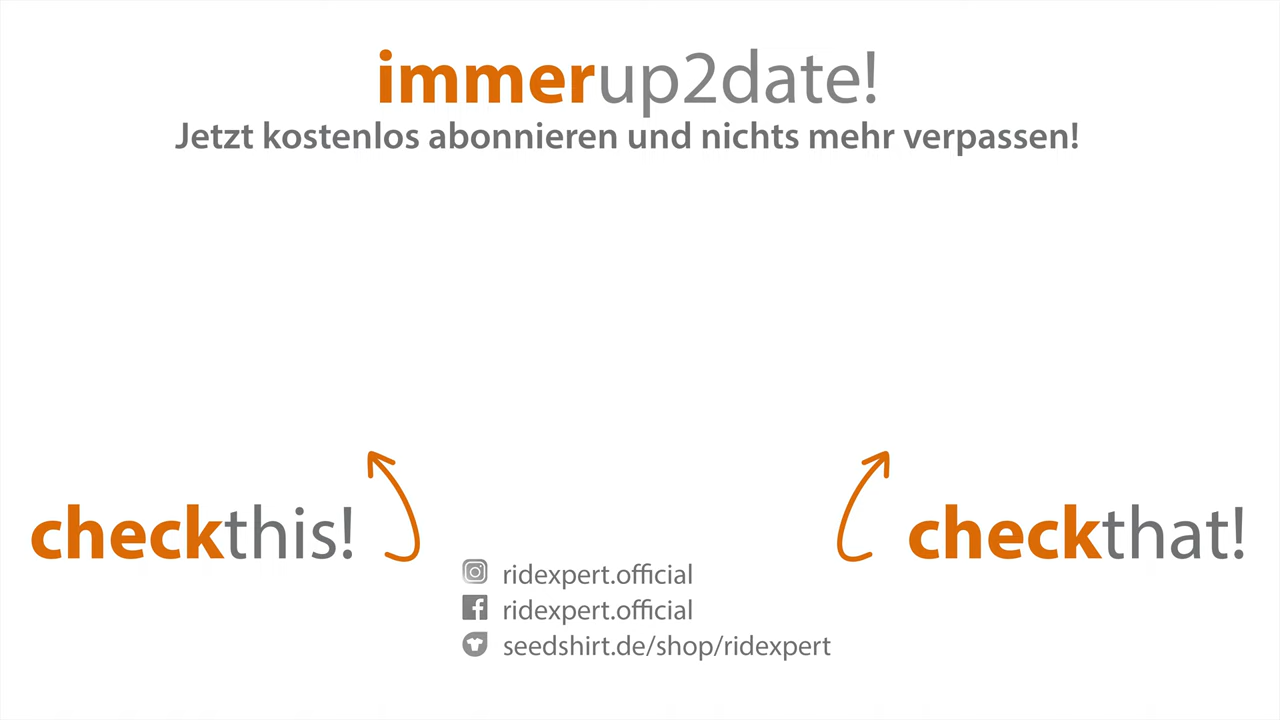 immerup2date!
Jetzt kostenlos abonnieren und nichts mehr verpassen!
checkthis!
checkthat!
ridexpert.official
ridexpert.official
seedshirt.de/shop/ridexpert